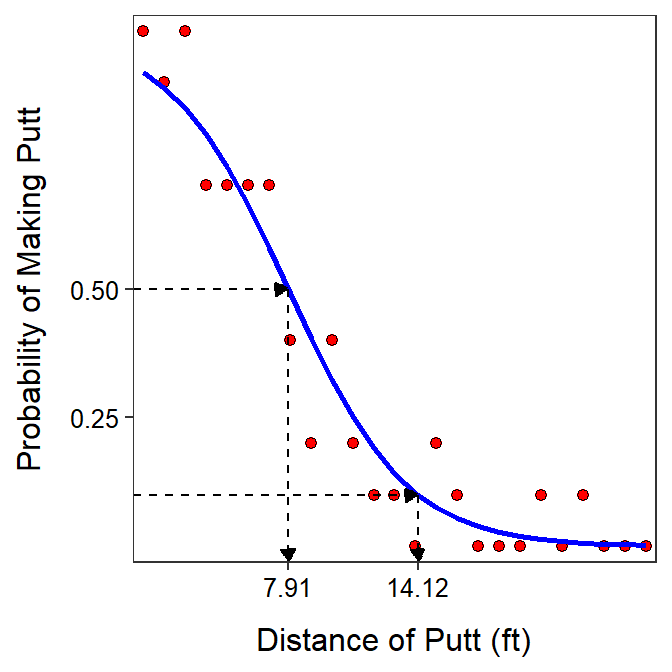 Probability of Making Putt
0.50
0.25
7.91
14.12
Distance of Putt (ft)